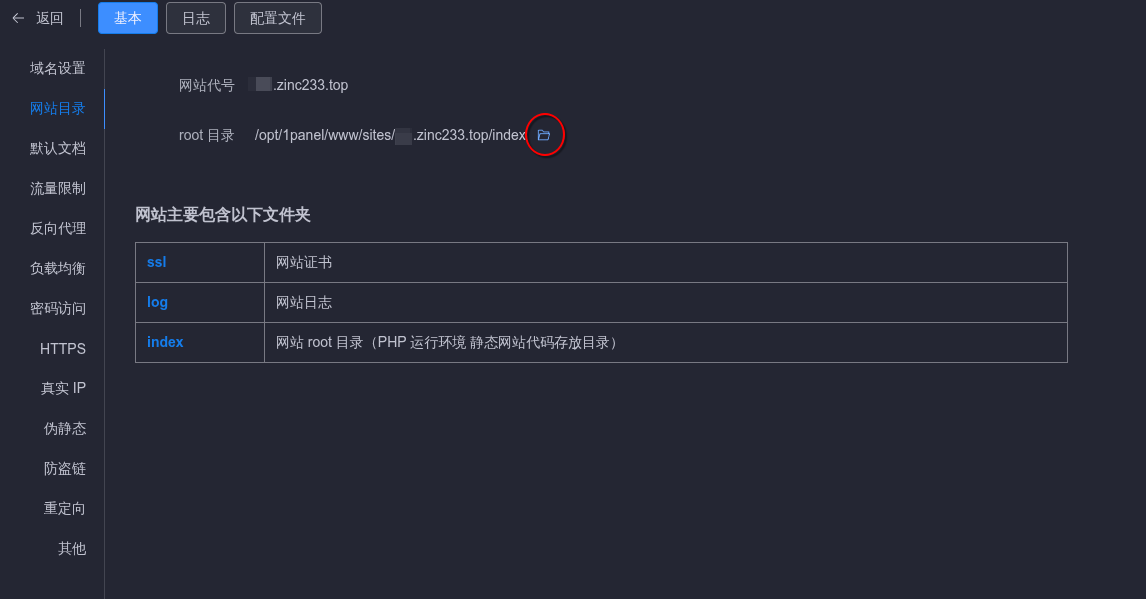 返回 基本 日志 配置文件
域名设置
网站目录
默认文档
流量限制
反向代理
负载均衡
密码访问
HTTPS
真实 IP
伪静态
防盗链
重定向
其他
网站代号 .zinc233.top
root 目录 /opt/1panel/www/sites/ .zinc233.top/index
网站主要包含以下文件夹
ssl 网站证书
log 网站日志
index 网站 root 目录（PHP 运行环境 静态网站代码存放目录）